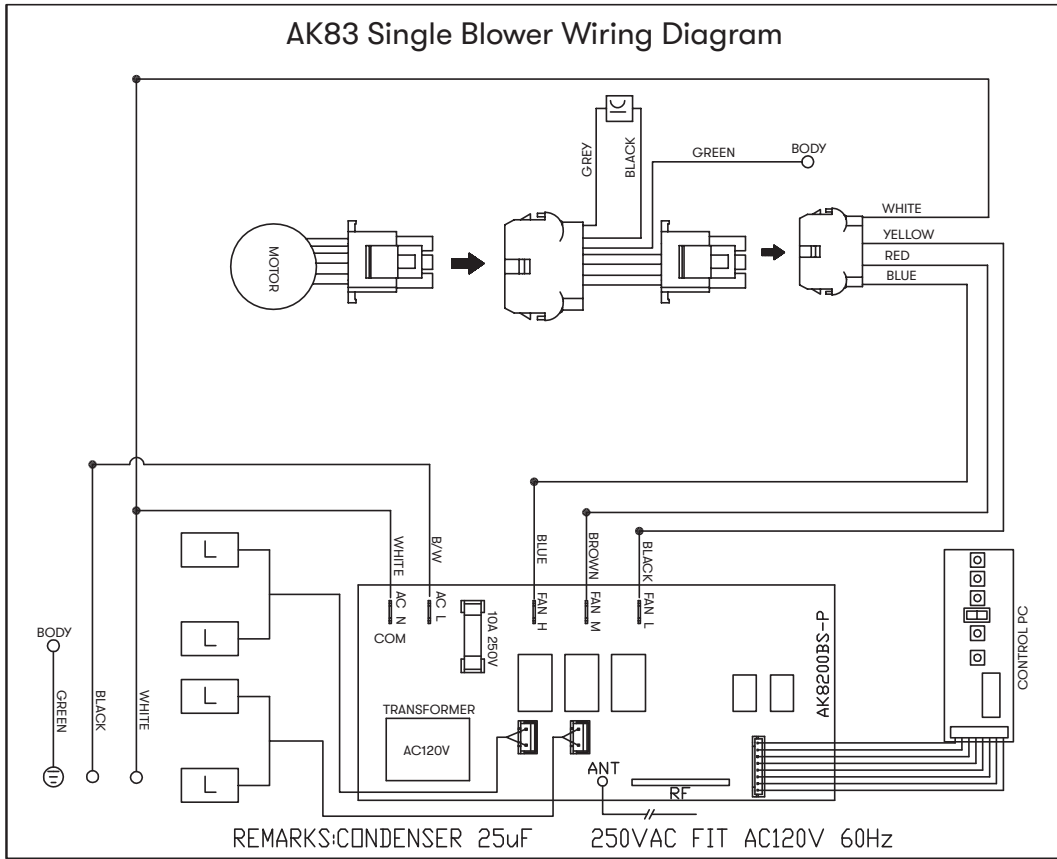 AK83 Single Blower Wiring Diagram
GREY
BLACK
GREEN
BODY
MOTOR
WHITE
YELLOW
RED
BLUE
WHITE
B/W
BLUE
BROWN
BLACK
AC N
AC L
COM
10A 250V
FAN H
FAN M
FAN L
AK8200BS-P
CONTROL PC
L
L
L
L
BODY
GREEN
BLACK
WHITE
TRANSFORMER
AC120V
ANT
RF
REMARKS:CONDENSER 25uF 250VAC FIT AC120V 60Hz